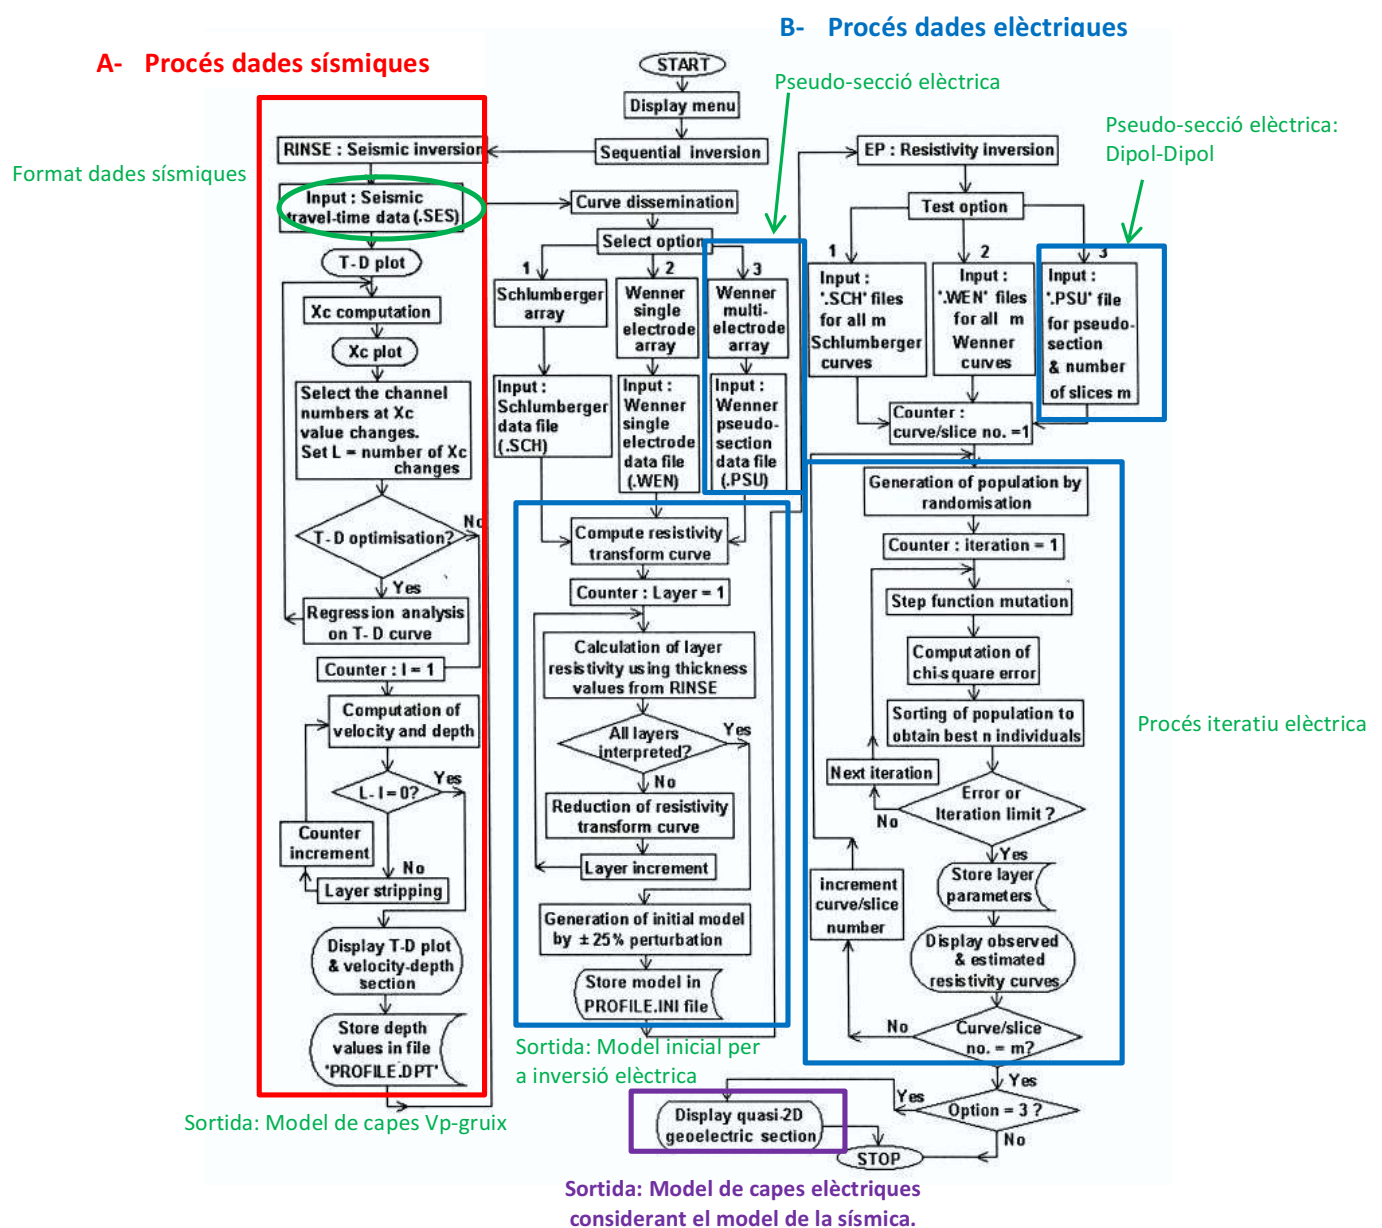 B- Procés dades elèctriques
A- Procés dades sísmiques
START
Pseudo-secció elèctrica
Display menu
Pseudo-secció elèctrica:
Dipol-Dipol
RINSE : Seismic inversion
Sequential inversion
EP : Resistivity inversion
Format dades sísmiques
Input : Seismic
travel-time data (.SES)
Curve dissemination
Test option
Select option
T-D plot
1
2
3
Schlumberger
array
Wenner
single
electrode
array
Wenner
multi-
electrode
array
1
2
3
Input :
'.SCH' files
for all m
Schlumberger
curves
Input :
'.WEN' files
for all m
Wenner
curves
Input :
'.PSU' file
for pseudo-
section
& number
of slices m
Xc computation
Xc plot
Select the channel
numbers at Xc
value changes.
Set L = number of Xc
changes
Input :
Schlumberger
data file
(.SCH)
Input :
Wenner
single
electrode
data file
(.WEN)
Input :
Wenner
pseudo-
section
data file
(.PSU)
Counter :
curve/slice no. =1
Generation of population by
randomisation
T-D optimisation?
No
Yes
Compute resistivity
transform curve
Counter : iteration = 1
Counter : Layer = 1
Step function mutation
Regression analysis
on T-D curve
Calculation of layer
resistivity using thickness
values from RINSE
Computation of
chi-square error
Counter : I = 1
Computation of
velocity and depth
Sorting of population to
obtain best n individuals
Procés iteratiu elèctrica
All layers
interpreted?
Yes
No
Next iteration
L-I=0?
Yes
No
Error or
Iteration limit ?
No
Yes
Reduction of resistivity
transform curve
Counter
increment
Layer increment
Layer stripping
Store layer
parameters
increment
curve/slice
number
Generation of initial model
by ± 25% perturbation
Display T-D plot
& velocity-depth
section
Display observed
& estimated
resistivity curves
Store model in
PROFILE.INI file
Store depth
values in file
'PROFILE.DPT'
No
Curve/slice
no. = m?
Yes
Sortida: Model inicial per
a inversió elèctrica
Sortida: Model de capes Vp-gruix
Yes
Option = 3 ?
No
Display quasi-2D
geoelectric section
STOP
Sortida: Model de capes elèctriques
considerant el model de la sísmica.